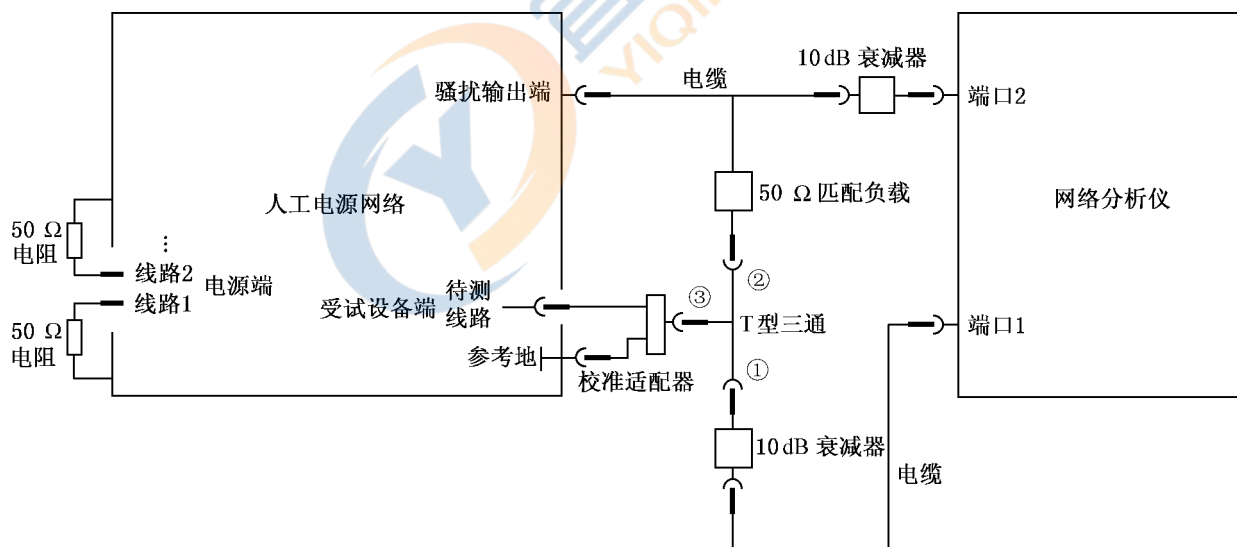 10 dB 衰减器
电缆
骚扰输出端
端口2
人工电源网络
50 Ω 匹配负载
网络分析仪
50 Ω
电阻
⋮
线路2
电源端
线路1
50 Ω
电阻
受试设备端
待测
线路
③
②
T型三通
端口1
参考地
校准适配器
①
10 dB 衰减器
电缆
Y
YIQI